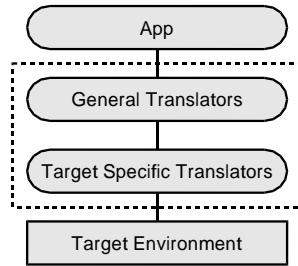 App
General Translators
Target Specific Translators
Target Environment